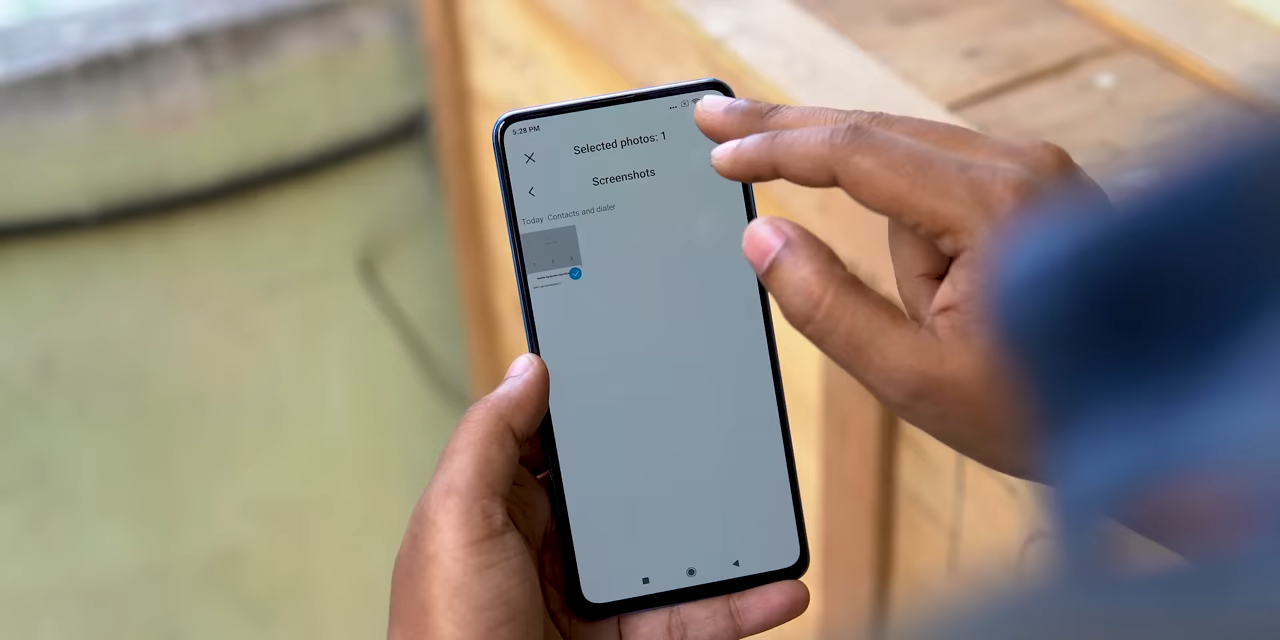 5:28 PM
Selected photos: 1
Screenshots
Today Contacts and dialer